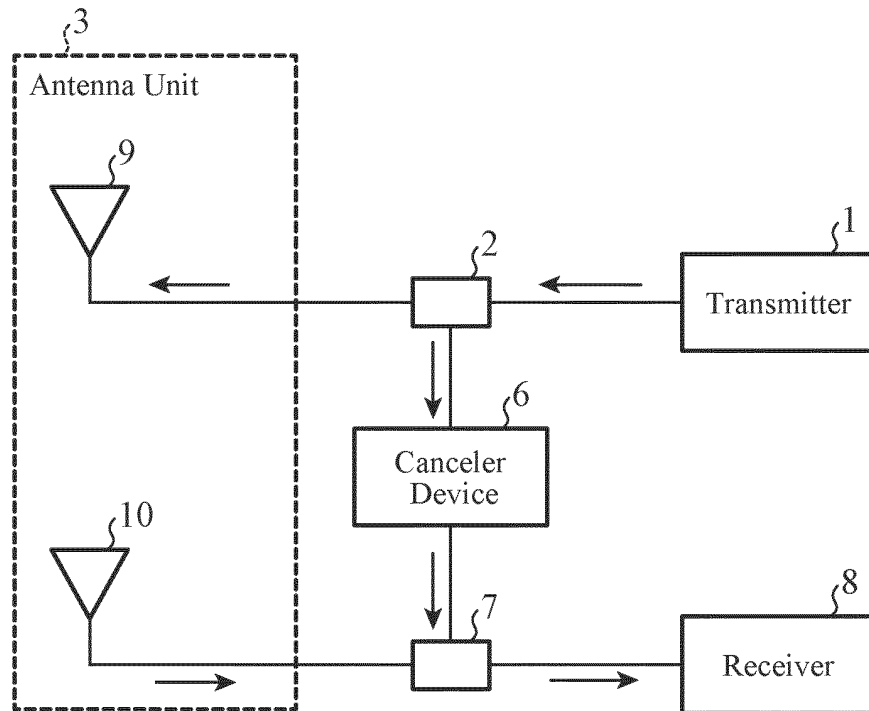 3
Antenna Unit
9
2
1
Transmitter
6
Canceler
Device
10
7
8
Receiver